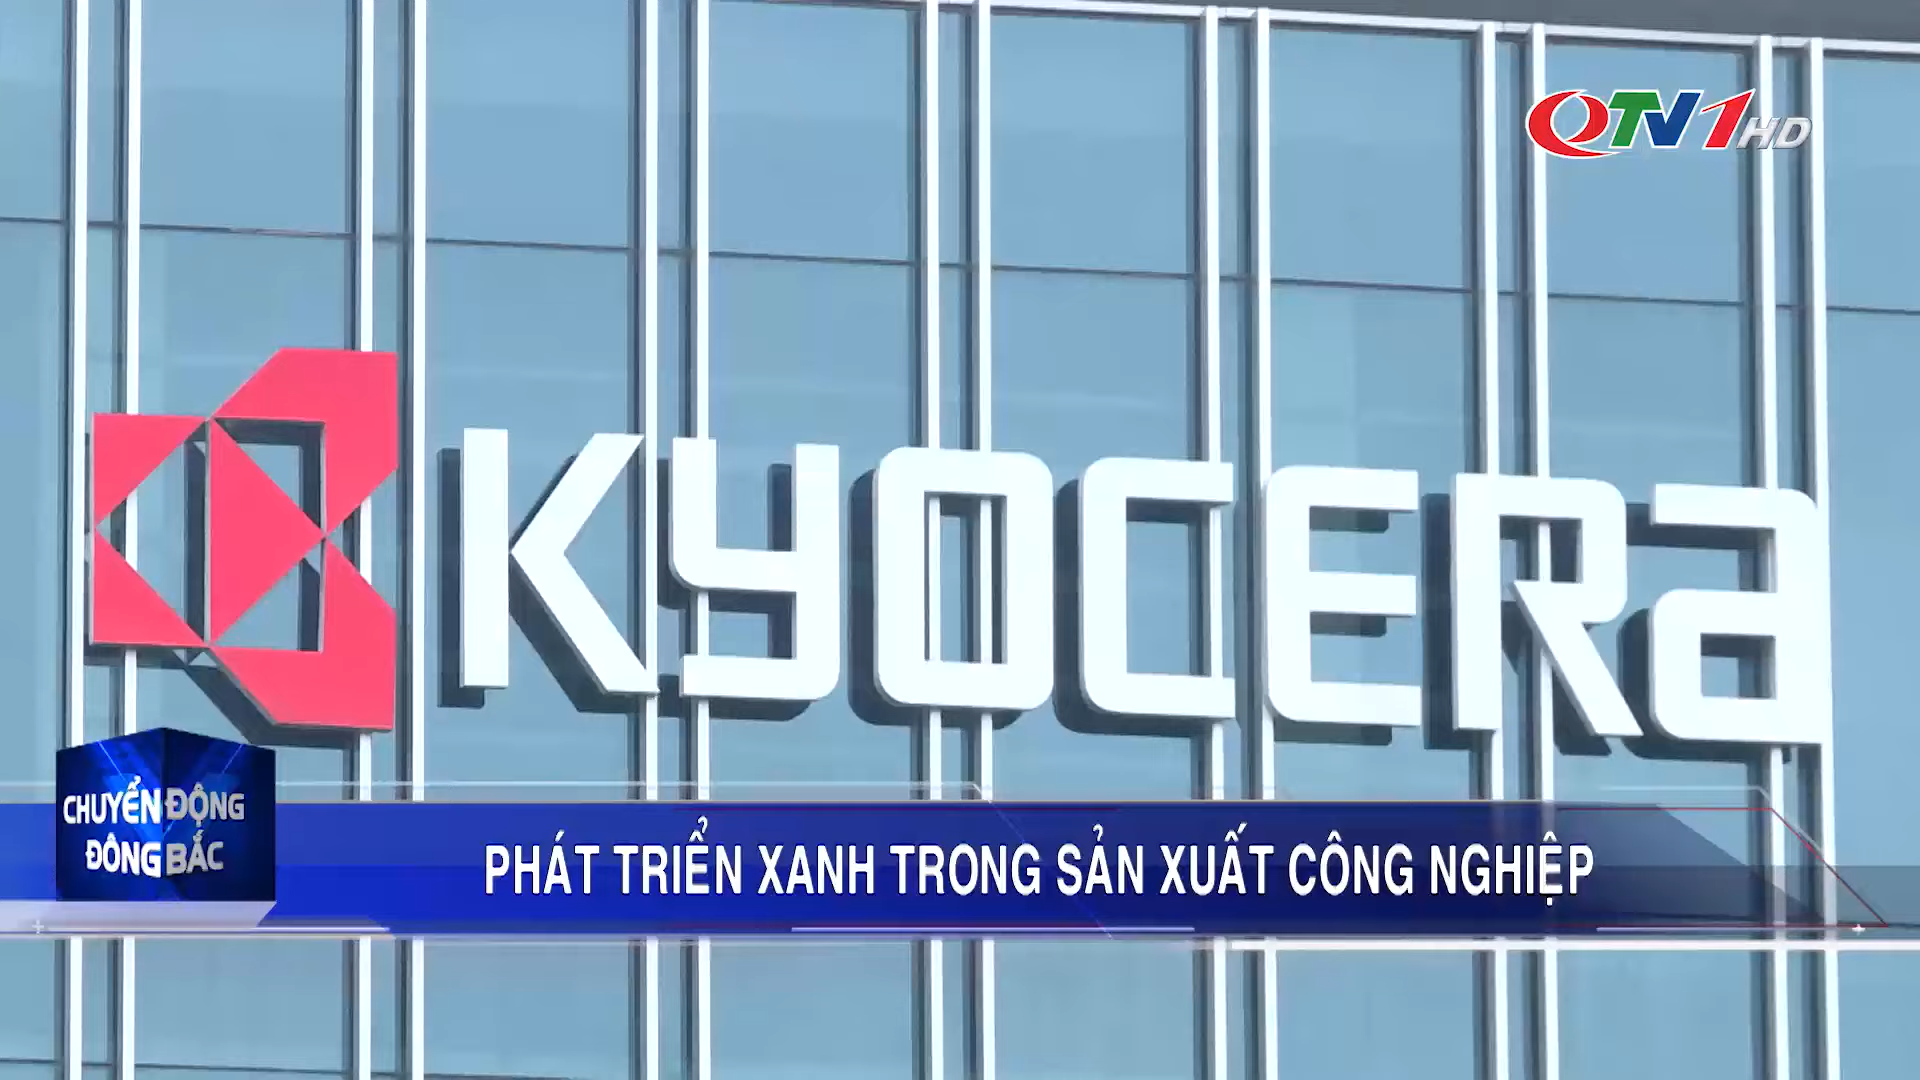 QTV1HD
KYOCERA
CHUYỂN ĐỘNG
ĐÔNG BẮC
PHÁT TRIỂN XANH TRONG SẢN XUẤT CÔNG NGHIỆP